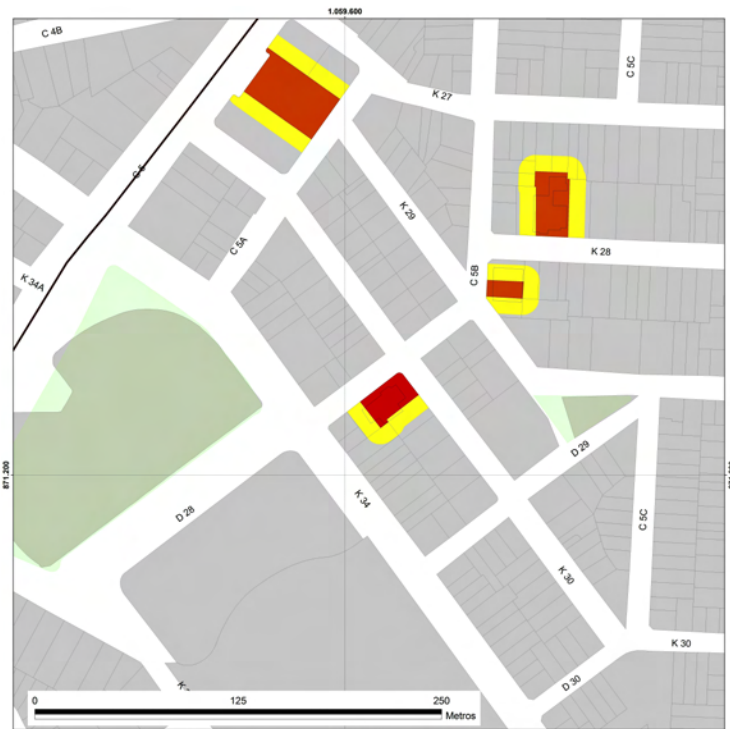 1.059.600
C 4B
C 5C
K 27
C 5
K 29
C 5A
K 28
C 5B
K 34A
871.200
D 29
K 34
D 28
C 5C
K 30
K 30
D 30
0 125 250
Metros